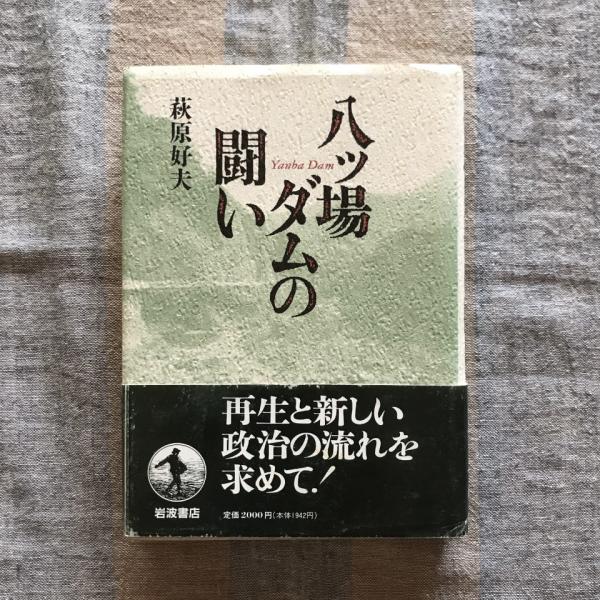 八ッ場
ダムの
闘い
Yanba Dam
萩原好夫
再生と新しい
政治の流れを
求めて!
岩波書店
定価2000円(本体1942円)